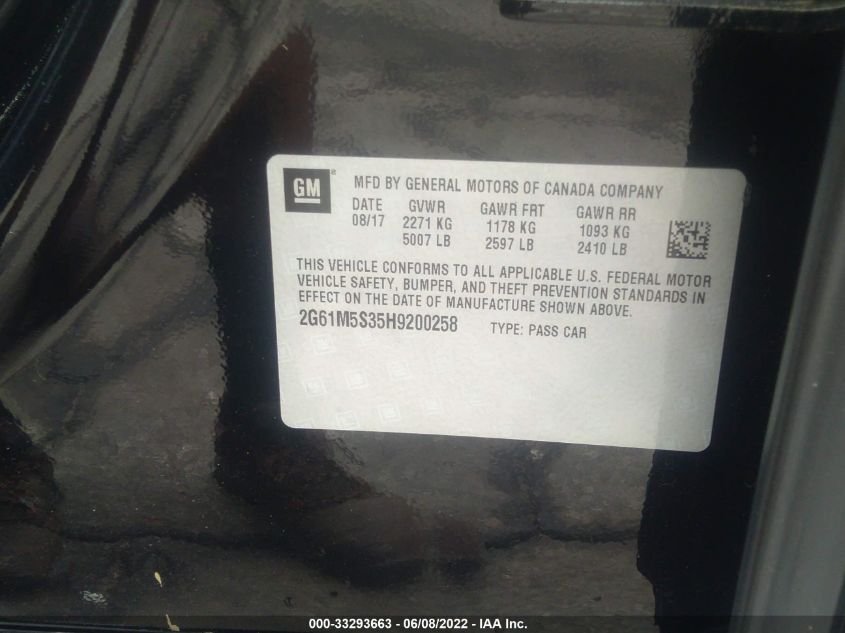 GM ® MFD BY GENERAL MOTORS OF CANADA COMPANY
DATE GVWR GAWR FRT GAWR RR
08/17 2271 KG 1178 KG 1093 KG
5007 LB 2597 LB 2410 LB
THIS VEHICLE CONFORMS TO ALL APPLICABLE U.S. FEDERAL MOTOR
VEHICLE SAFETY, BUMPER, AND THEFT PREVENTION STANDARDS IN
EFFECT ON THE DATE OF MANUFACTURE SHOWN ABOVE.
2G61M5S35H9200258 TYPE: PASS CAR
000-33293663 - 06/08/2022 - IAA Inc.